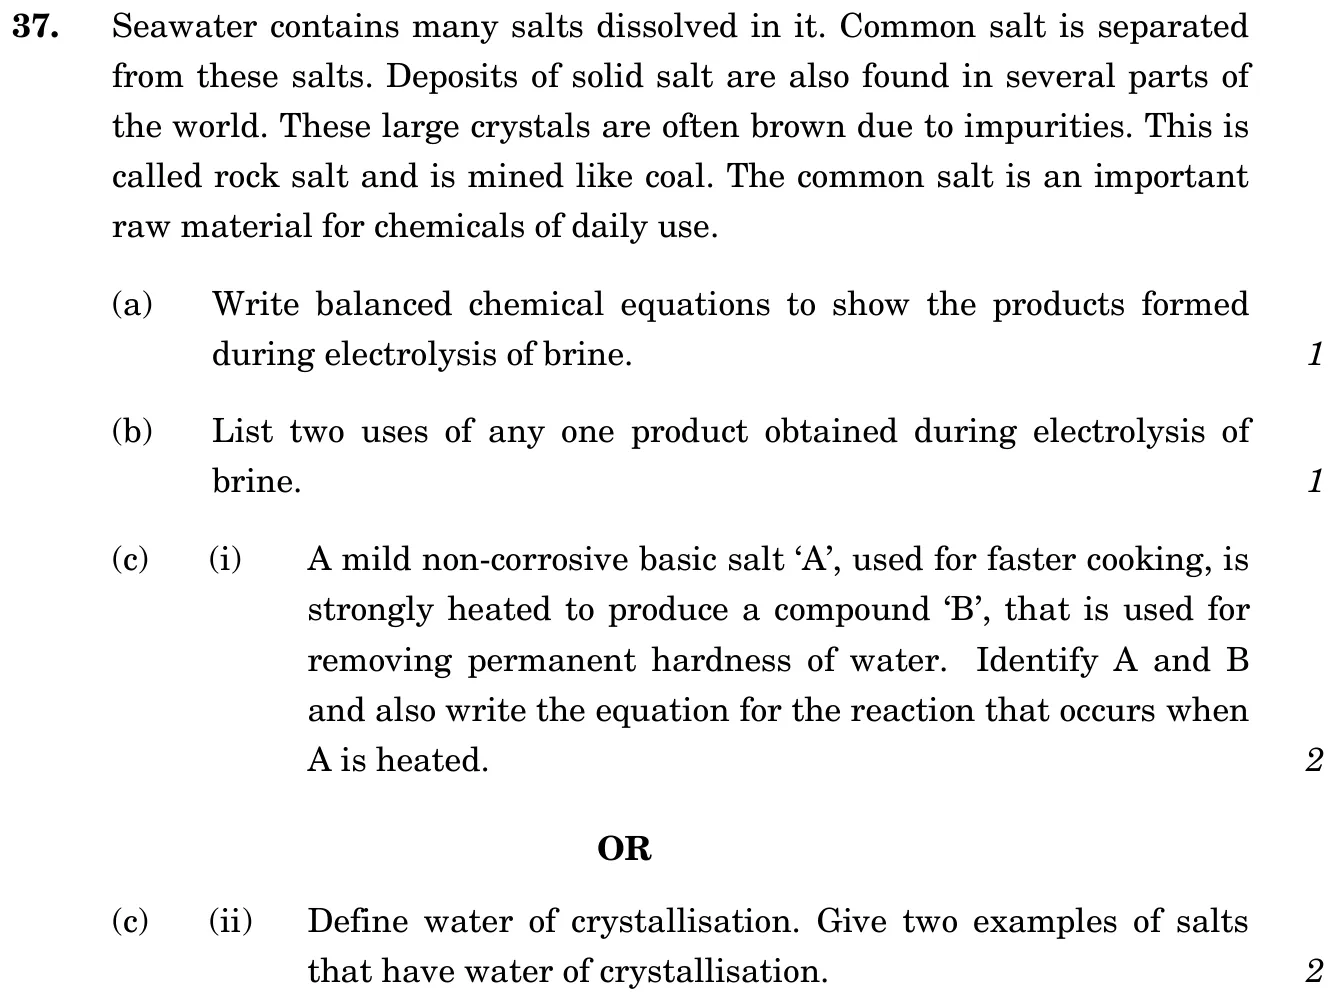 37. Seawater contains many salts dissolved in it. Common salt is separated
from these salts. Deposits of solid salt are also found in several parts of
the world. These large crystals are often brown due to impurities. This is
called rock salt and is mined like coal. The common salt is an important
raw material for chemicals of daily use.
(a) Write balanced chemical equations to show the products formed
during electrolysis of brine. 1
(b) List two uses of any one product obtained during electrolysis of
brine. 1
(c) (i) A mild non-corrosive basic salt ‘A’, used for faster cooking, is
strongly heated to produce a compound ‘B’, that is used for
removing permanent hardness of water. Identify A and B
and also write the equation for the reaction that occurs when
A is heated. 2
OR
(c) (ii) Define water of crystallisation. Give two examples of salts
that have water of crystallisation. 2